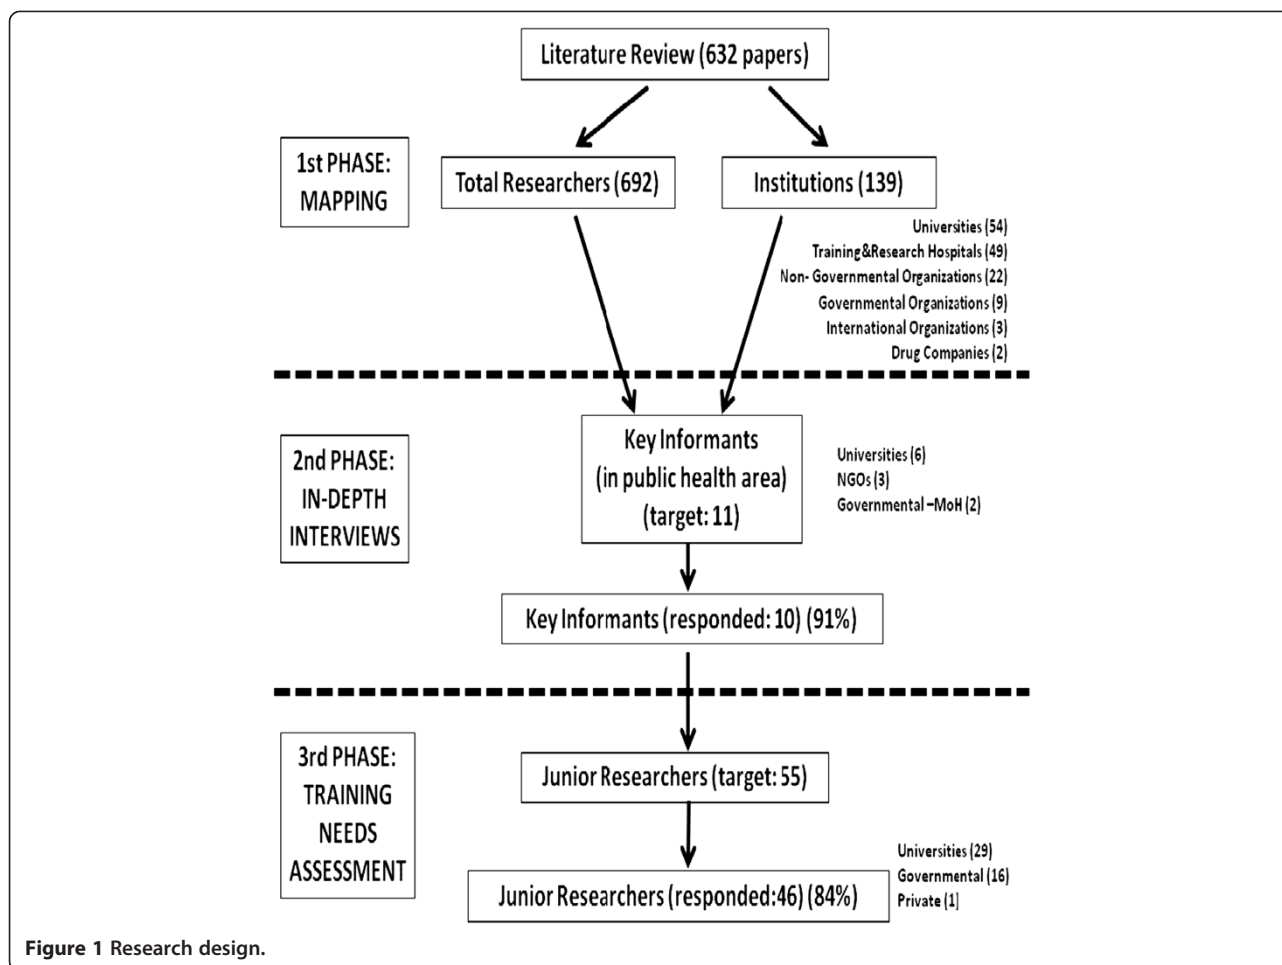 Literature Review (632 papers)
1st PHASE:
MAPPING
Total Researchers (692)
Institutions (139)
Universities (54)
Training&Research Hospitals (49)
Non- Governmental Organizations (22)
Governmental Organizations (9)
International Organizations (3)
Drug Companies (2)
2nd PHASE:
IN-DEPTH
INTERVIEWS
Key Informants
(in public health area)
(target: 11)
Universities (6)
NGOs (3)
Governmental –MoH (2)
Key Informants (responded: 10) (91%)
3rd PHASE:
TRAINING
NEEDS
ASSESSMENT
Junior Researchers (target: 55)
Junior Researchers (responded:46) (84%)
Universities (29)
Governmental (16)
Private (1)
Figure 1 Research design.